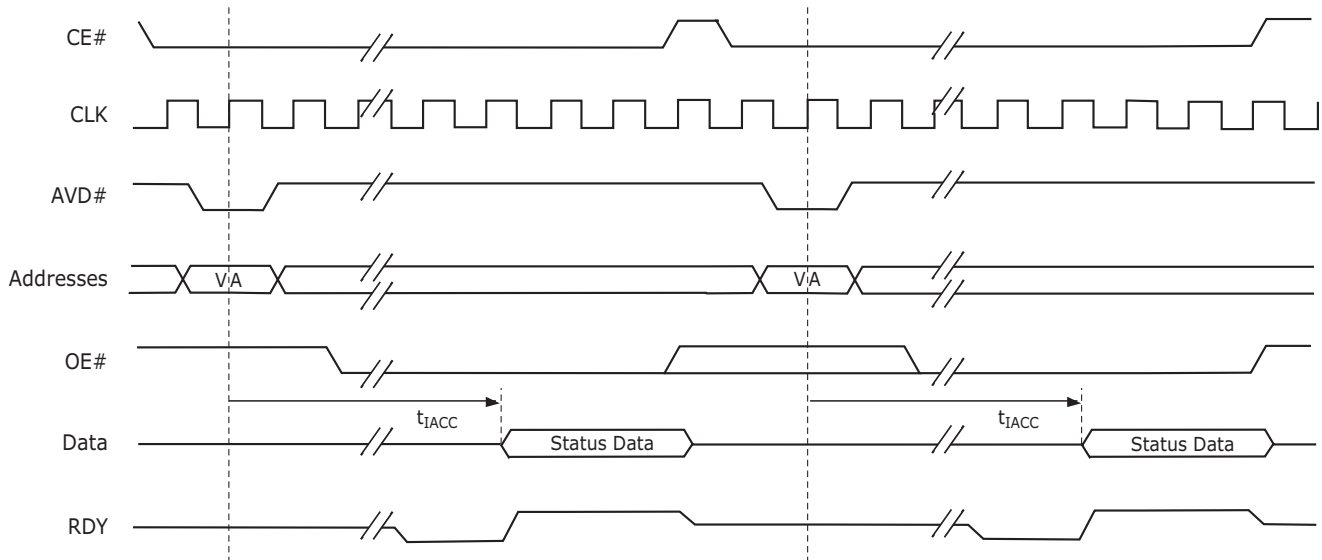 CE#
CLK
AVD#
Addresses
VA
VA
OE#
tIACC
tIACC
Data
Status Data
Status Data
RDY